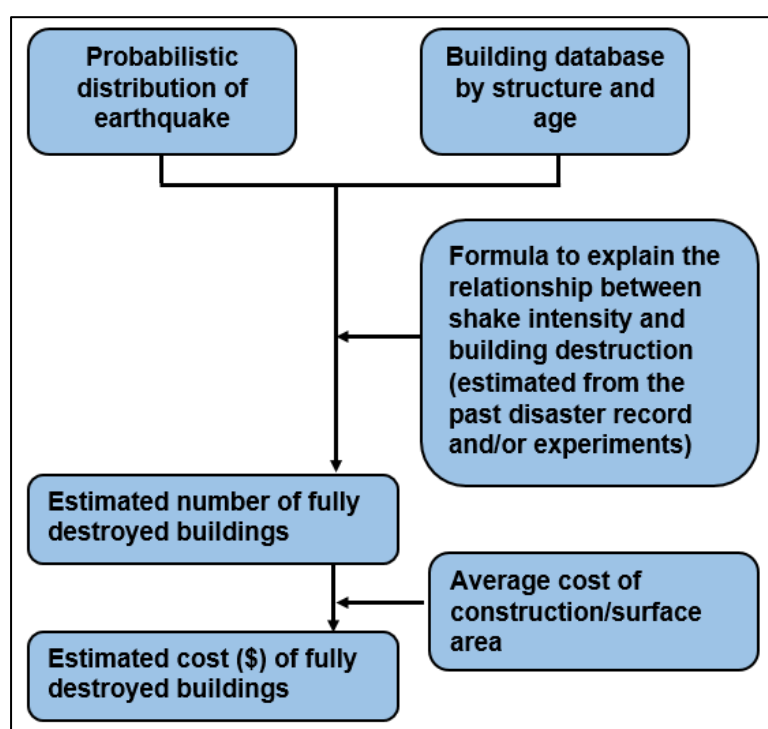 Probabilistic
distribution of
earthquake
Building database
by structure and
age
Formula to explain the
relationship between
shake intensity and
building destruction
(estimated from the
past disaster record
and/or experiments)
Estimated number of fully
destroyed buildings
Average cost of
construction/surface
area
Estimated cost ($) of fully
destroyed buildings